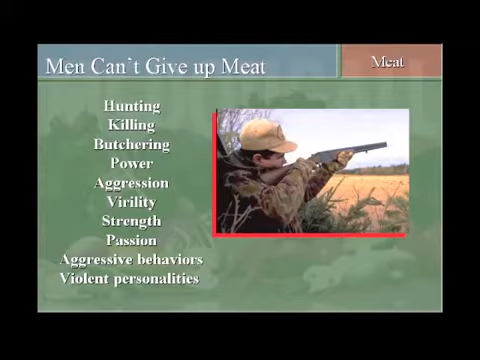 Men Can`t Give up Meat
Meat
Hunting
Killing
Butchering
Power
Aggression
Virility
Strength
Passion
Aggressive behaviors
Violent personalities